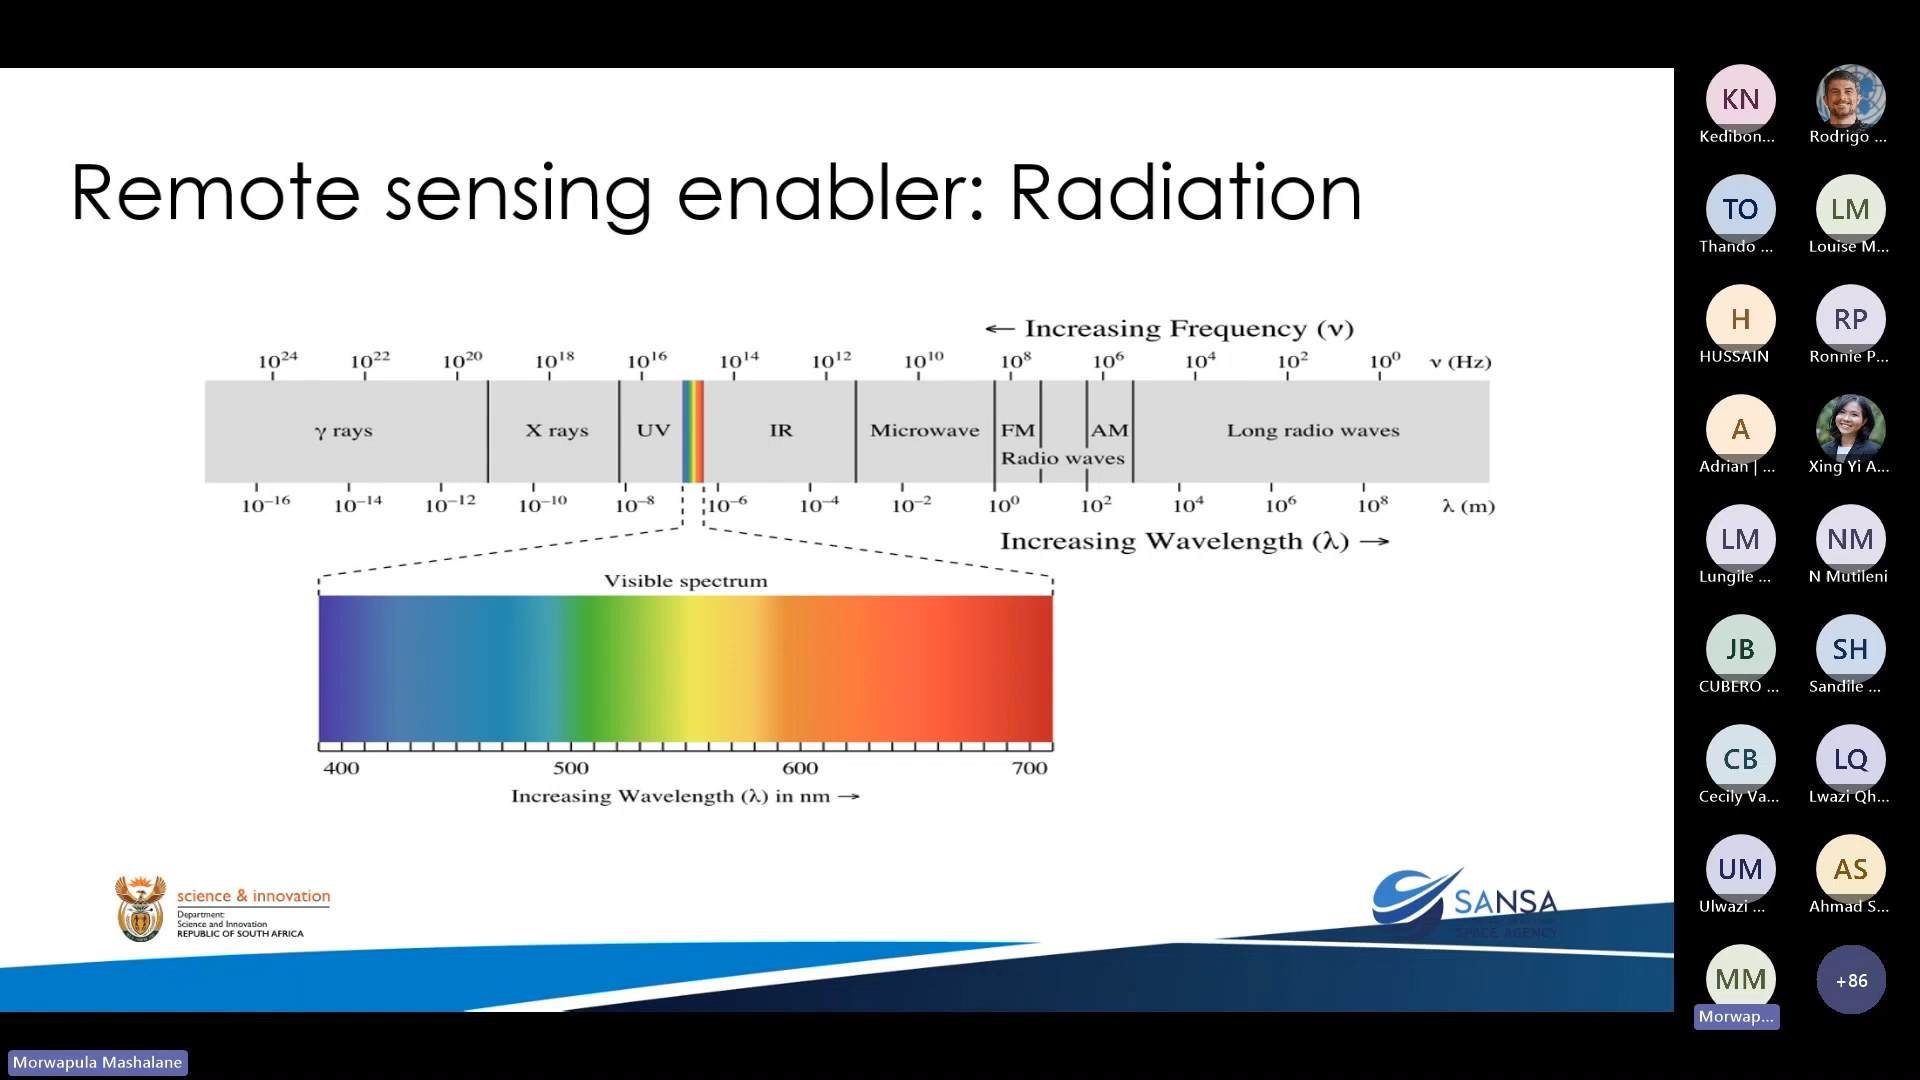 Remote sensing enabler: Radiation
← Increasing Frequency (ν)
10²⁴ 10²² 10²⁰ 10¹⁸ 10¹⁶ 10¹⁴ 10¹² 10¹⁰ 10⁸ 10⁶ 10⁴ 10² 10⁰ ν (Hz)
γ rays X rays UV IR Microwave FM AM Long radio waves
Radio waves
10⁻¹⁶ 10⁻¹⁴ 10⁻¹² 10⁻¹⁰ 10⁻⁸ 10⁻⁶ 10⁻⁴ 10⁻² 10⁰ 10² 10⁴ 10⁶ 10⁸ λ (m)
Increasing Wavelength (λ) →
Visible spectrum
400 500 600 700
Increasing Wavelength (λ) in nm →
science & innovation
Department:
Science and Innovation
REPUBLIC OF SOUTH AFRICA
SANSA
SPACE AGENCY
Morwapula Mashalane
KN
Kedibon...
Rodrigo ...
TO
Thando ...
LM
Louise M...
H
HUSSAIN
RP
Ronnie P...
A
Adrian | ...
Xing Yi A...
LM
Lungile ...
NM
N Mutileni
JB
CUBERO ...
SH
Sandile ...
CB
Cecily Va...
LQ
Lwazi Qh...
UM
Ulwazi ...
AS
Ahmad S...
MM
Morwap...
+86